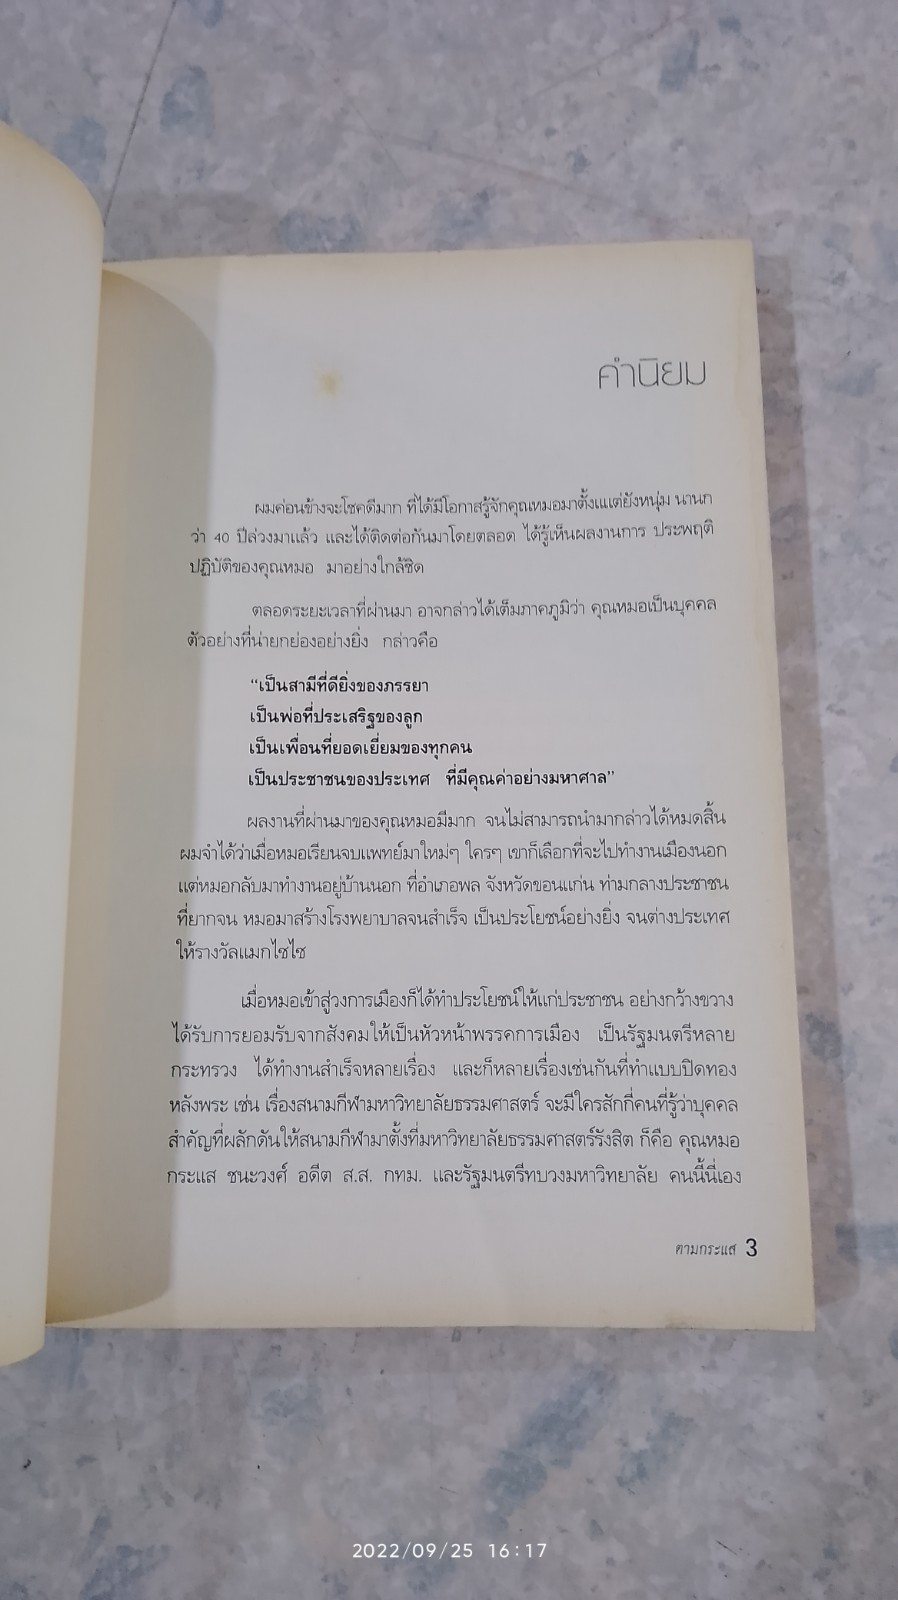 คำนิยม
ผมค่อนข้างจะโชคดีมาก ที่ได้มีโอกาสรู้จักคุณหมอมาตั้งแต่ยังหนุ่ม นานก
ว่า 40 ปีล่วงมาแล้ว และได้ติดต่อกันมาโดยตลอด ได้รู้เห็นผลงานการ ประพฤติ
ปฏิบัติของคุณหมอ มาอย่างใกล้ชิด
ตลอดระยะเวลาที่ผ่านมา อาจกล่าวได้เต็มภาคภูมิว่า คุณหมอเป็นบุคคล
ตัวอย่างที่น่ายกย่องอย่างยิ่ง กล่าวคือ
“เป็นสามีที่ดียิ่งของภรรยา
เป็นพ่อที่ประเสริฐของลูก
เป็นเพื่อนที่ยอดเยี่ยมของทุกคน
เป็นประชาชนของประเทศ ที่มีคุณค่าอย่างมหาศาล”
ผลงานที่ผ่านมาของคุณหมอมีมาก จนไม่สามารถนำมากล่าวได้หมดสิ้น
ผมจำได้ว่าเมื่อหมอเรียนจบแพทย์มาใหม่ๆ ใครๆ เขาก็เลือกที่จะไปทำงานเมืองนอก
แต่หมอกลับมาทำงานอยู่บ้านนอก ที่อำเภอพล จังหวัดขอนแก่น ท่ามกลางประชาชน
ที่ยากจน หมอมาสร้างโรงพยาบาลจนสำเร็จ เป็นประโยชน์อย่างยิ่ง จนต่างประเทศ
ให้รางวัลแมกไซไซ
เมื่อหมอเข้าสู่วงการเมืองก็ได้ทำประโยชน์ให้แก่ประชาชน อย่างกว้างขวาง
ได้รับการยอมรับจากสังคมให้เป็นหัวหน้าพรรคการเมือง เป็นรัฐมนตรีหลาย
กระทรวง ได้ทำงานสำเร็จหลายเรื่อง และก็หลายเรื่องเช่นกันที่ทำแบบปิดทอง
หลังพระ เช่น เรื่องสนามกีฬามหาวิทยาลัยธรรมศาสตร์ จะมีใครสักกี่คนที่รู้ว่าบุคคล
สำคัญที่ผลักดันให้สนามกีฬามาตั้งที่มหาวิทยาลัยธรรมศาสตร์รังสิต ก็คือ คุณหมอ
กระแส ชนะวงศ์ อดีต ส.ส. กทม. และรัฐมนตรีทบวงมหาวิทยาลัย คนนี้นี่เอง
ตามกระแส 3
2022/09/25 16:17